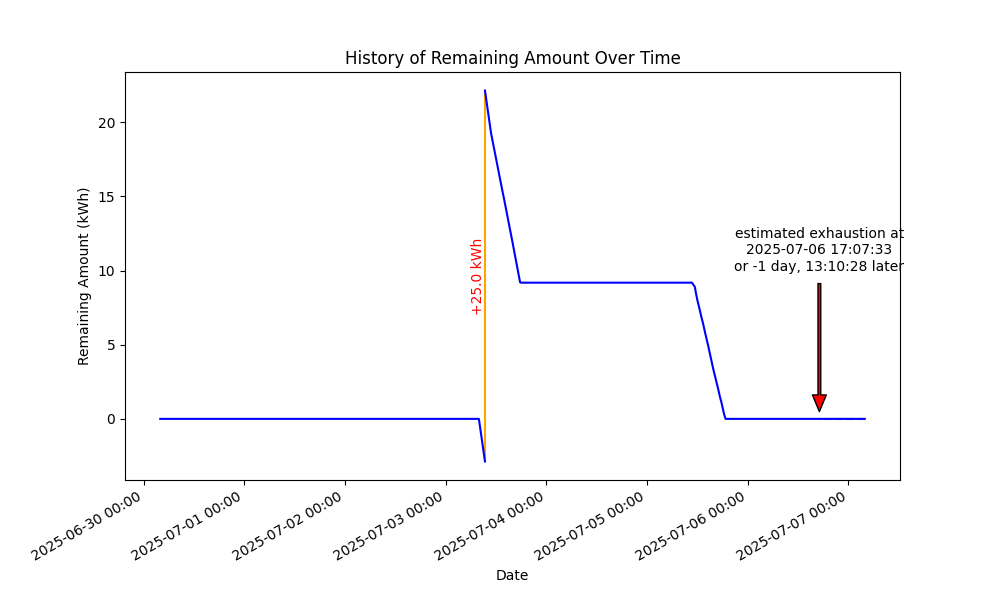 History of Remaining Amount Over Time
Remaining Amount (kWh)
20
15
10
5
0
+25.0 kWh
estimated exhaustion at
2025-07-06 17:07:33
or -1 day, 13:10:28 later
2025-06-30 00:00
2025-07-01 00:00
2025-07-02 00:00
2025-07-03 00:00
2025-07-04 00:00
2025-07-05 00:00
2025-07-06 00:00
2025-07-07 00:00
Date